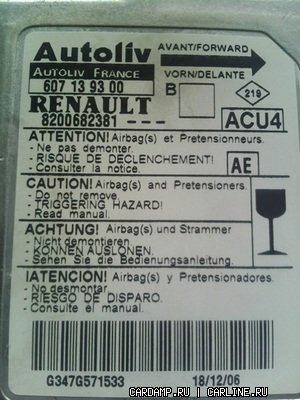 Autoliv
AVANT/FORWARD
AUTOLIV FRANCE
VORN/DELANTE
607 13 93 00
B
219
RENAULT
8200682381 ---
ACU4
ATTENTION! Airbag(s) et Pretensionneurs.
- Ne pas demonter.
- RISQUE DE DECLENCHEMENT!
- Consulter la notice.
AE
CAUTION! Airbag(s) and Pretensioners.
- Do not remove.
- TRIGGERING HAZARD!
- Read manual.
ACHTUNG! Airbag(s) und Strammer
- Nicht demontieren.
- KONNEN AUSLONEN.
- Sehen Sie die Bedienungsanleitung.
IATENCION! Airbag(s) y Pretensionadores.
- No desmontar.
- RIESGO DE DISPARO.
- Consulte el manual.
G347G571533
18/12/06
CARDAMP.RU | CARLINE.RU